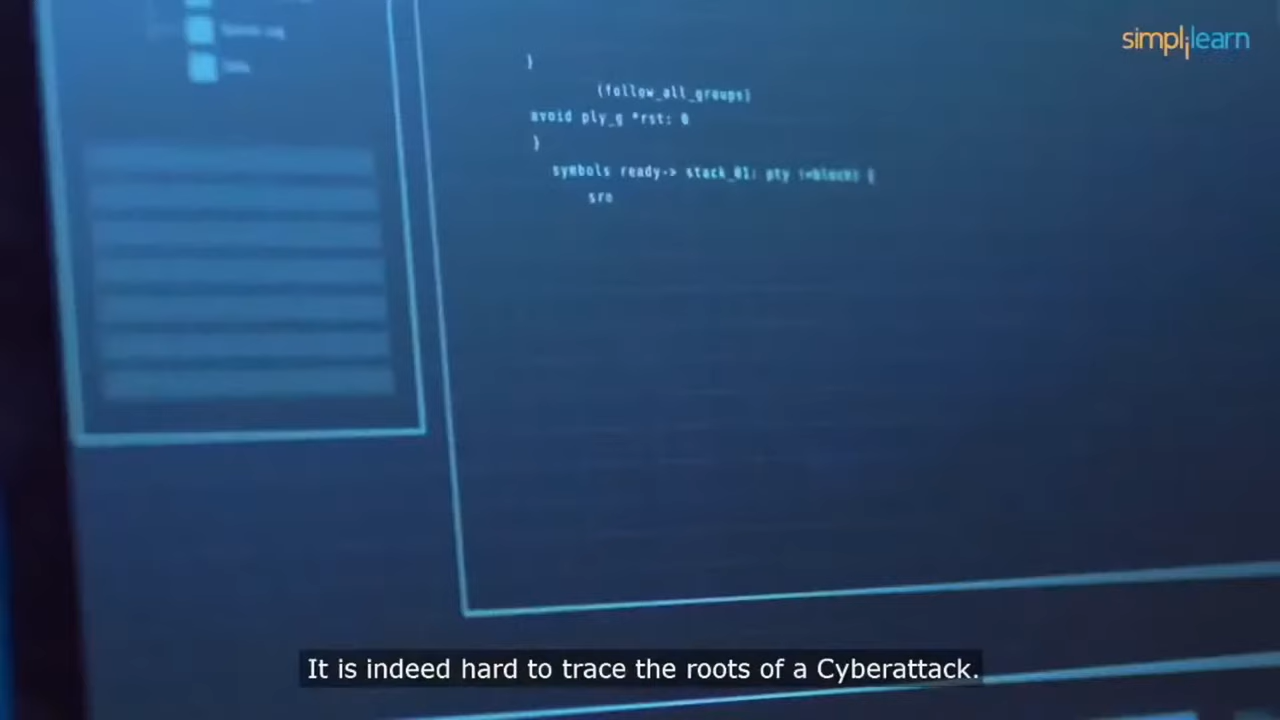 simplilearn
}
(follow_all_groups)
avoid ply_g *rst: 0
}
symbols ready-> stack_01: pty !=block) {
sro
It is indeed hard to trace the roots of a Cyberattack.